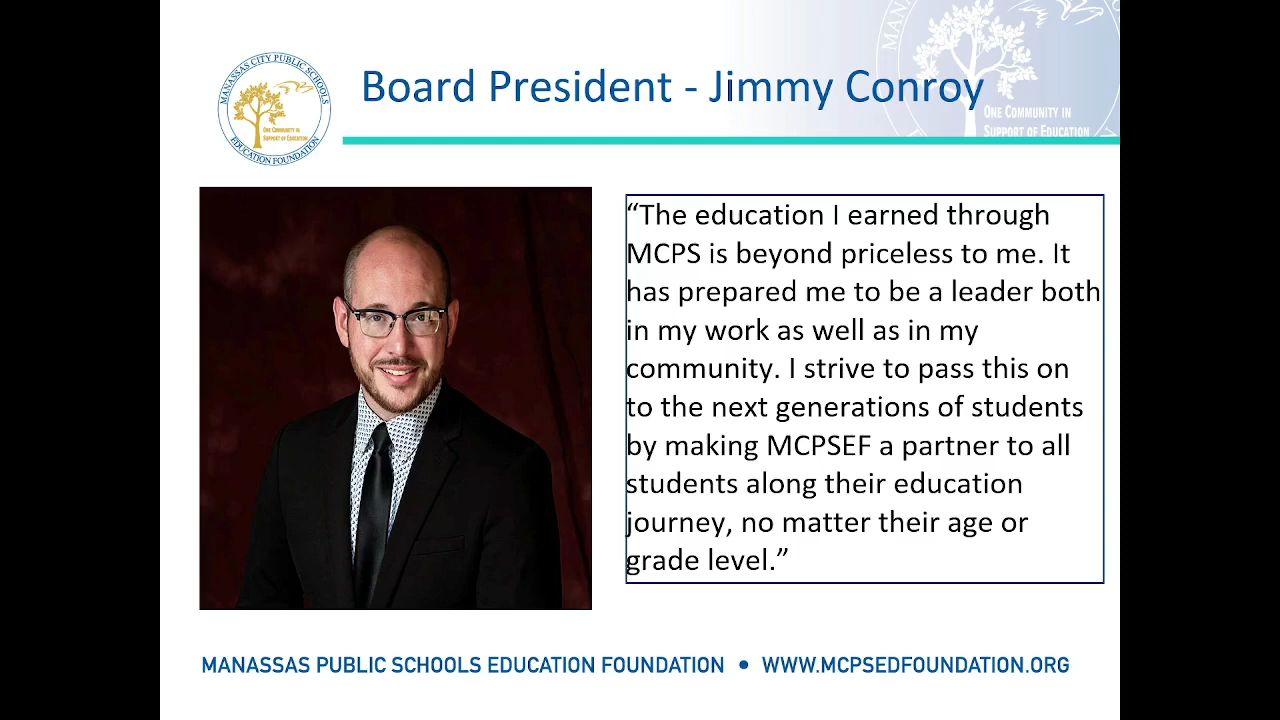 MANASSAS CITY PUBLIC SCHOOLS
ONE COMMUNITY IN
SUPPORT OF EDUCATION
EDUCATION FOUNDATION
Board President - Jimmy Conroy
ONE COMMUNITY IN
SUPPORT OF EDUCATION
“The education I earned through
MCPS is beyond priceless to me. It
has prepared me to be a leader both
in my work as well as in my
community. I strive to pass this on
to the next generations of students
by making MCPSEF a partner to all
students along their education
journey, no matter their age or
grade level.”
MANASSAS PUBLIC SCHOOLS EDUCATION FOUNDATION • WWW.MCPSEDFOUNDATION.ORG